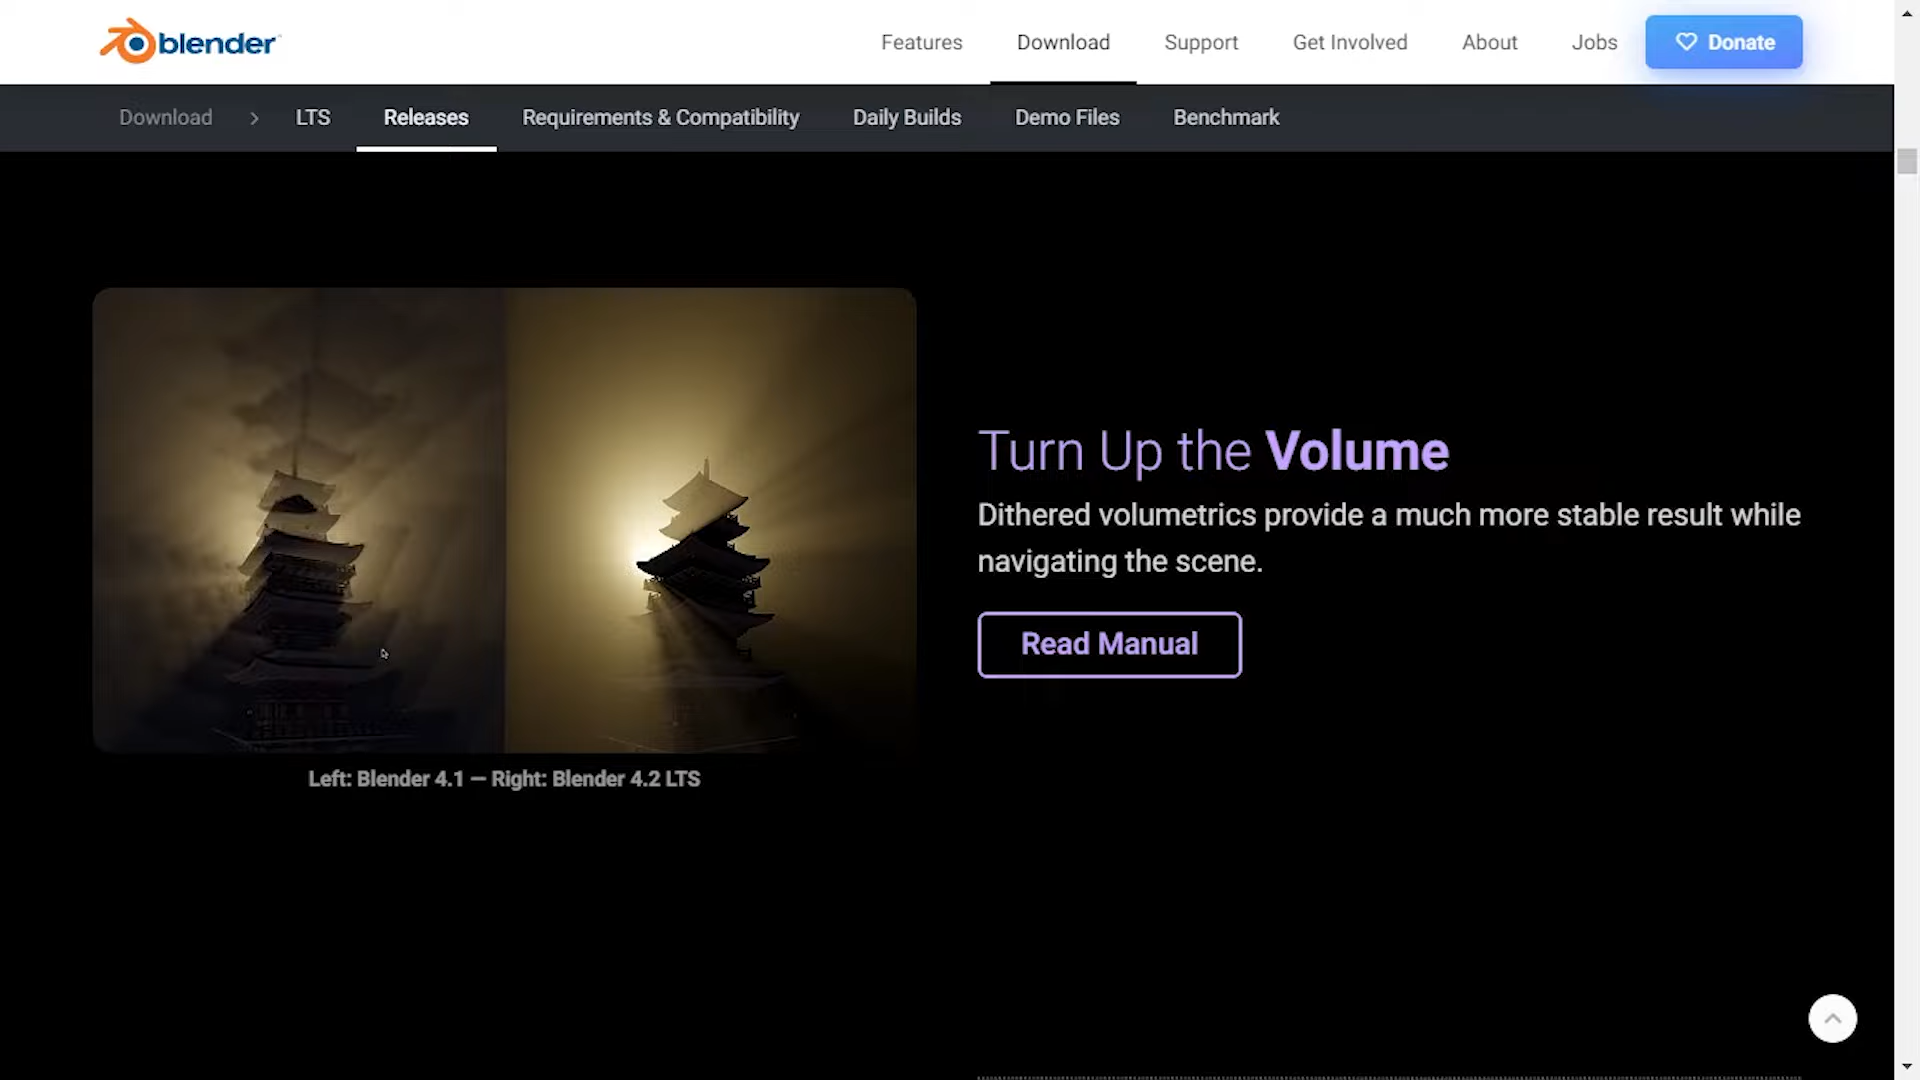 blender
Features
Download
Support
Get Involved
About
Jobs
Donate
Download
LTS
Releases
Requirements & Compatibility
Daily Builds
Demo Files
Benchmark
Turn Up the Volume
Dithered volumetrics provide a much more stable result while
navigating the scene.
Read Manual
Left: Blender 4.1 — Right: Blender 4.2 LTS